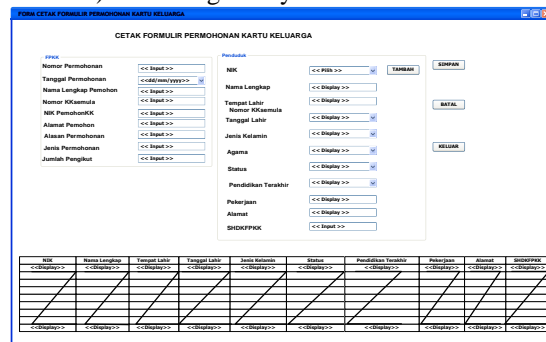 FORM CETAK FORMULIR PERMOHONAN KARTU KELUARGA
CETAK FORMULIR PERMOHONAN KARTU KELUARGA
FPKK
Nomor Permohonan << Input >>
Tanggal Permohonan <<dd/mm/yyyy>>
Nama Lengkap Pemohon << Input >>
Nomor KKsemula << Input >>
NIK PemohonKK << Input >>
Alamat Pemohon << Input >>
Alasan Permohonan << Input >>
Jenis Permohonan << Input >>
Jumlah Pengikut << Input >>
Penduduk
NIK << Pilih >> TAMBAH
Nama Lengkap << Display >>
Tempat Lahir << Display >>
Nomor KKsemula
Tanggal Lahir << Display >>
Jenis Kelamin << Display >>
Agama << Display >>
Status << Display >>
Pendidikan Terakhir << Display >>
Pekerjaan << Display >>
Alamat << Display >>
SHDKFPKK << Input >>
SIMPAN
BATAL
KELUAR
NIK Nama Lengkap Tempat Lahir Tanggal Lahir Jenis Kelamin Status Pendidikan Terakhir Pekerjaan Alamat SHDKFPKK
<<Display>> <<Display>> <<Display>> <<Display>> <<Display>> <<Display>> <<Display>> <<Display>> <<Display>> <<Display>>
<<Display>> <<Display>> <<Display>> <<Display>> <<Display>> <<Display>> <<Display>> <<Display>> <<Display>> <<Display>>